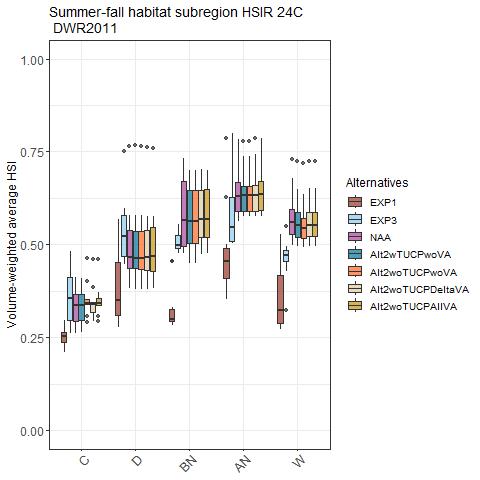 Summer-fall habitat subregion HSIR 24C
DWR2011
Volume-weighted average HSI
1.00
0.75
0.50
0.25
0.00
C
D
BN
AN
W
Alternatives
EXP1
EXP3
NAA
Alt2wTUCPwoVA
Alt2woTUCPwoVA
Alt2woTUCPDeltaVA
Alt2woTUCPAllVA